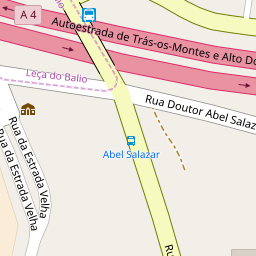 A 4
Autoestrada de Trás-os-Montes e Alto Do
Leça do Balio
Rua Doutor Abel Salaz
Abel Salazar
Rua da Estrada Velha
Rua da Estrada Velha
Ru